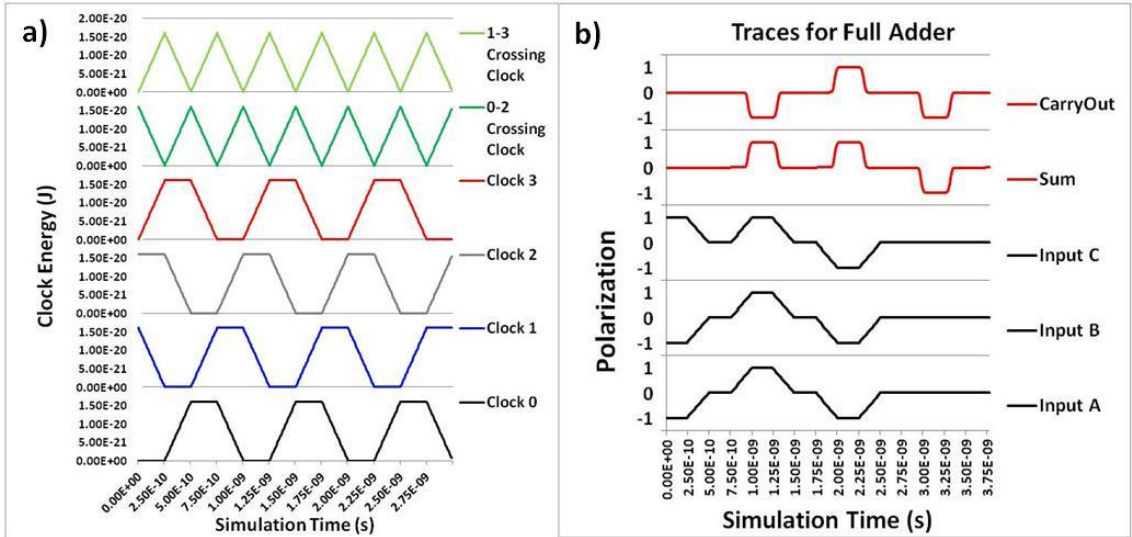 a)
Clock Energy (J)
2.00E-20
1.50E-20
1.00E-20
5.00E-21
0.00E+00
1-3
Crossing
Clock
1.50E-20
1.00E-20
5.00E-21
0.00E+00
0-2
Crossing
Clock
1.50E-20
1.00E-20
5.00E-21
0.00E+00
Clock 3
1.50E-20
1.00E-20
5.00E-21
0.00E+00
Clock 2
1.50E-20
1.00E-20
5.00E-21
0.00E+00
Clock 1
1.50E-20
1.00E-20
5.00E-21
0.00E+00
Clock 0
0.00E+00
2.50E-10
5.00E-10
7.50E-10
1.00E-09
1.25E-09
1.50E-09
1.75E-09
2.00E-09
2.25E-09
2.50E-09
2.75E-09
Simulation Time (s)
b)
Traces for Full Adder
Polarization
1
0
-1
CarryOut
1
0
-1
Sum
1
0
-1
Input C
1
0
-1
Input B
1
0
-1
Input A
0.00E+00
2.50E-10
5.00E-10
7.50E-10
1.00E-09
1.25E-09
1.50E-09
1.75E-09
2.00E-09
2.25E-09
2.50E-09
2.75E-09
3.00E-09
3.25E-09
3.50E-09
3.75E-09
Simulation Time (s)